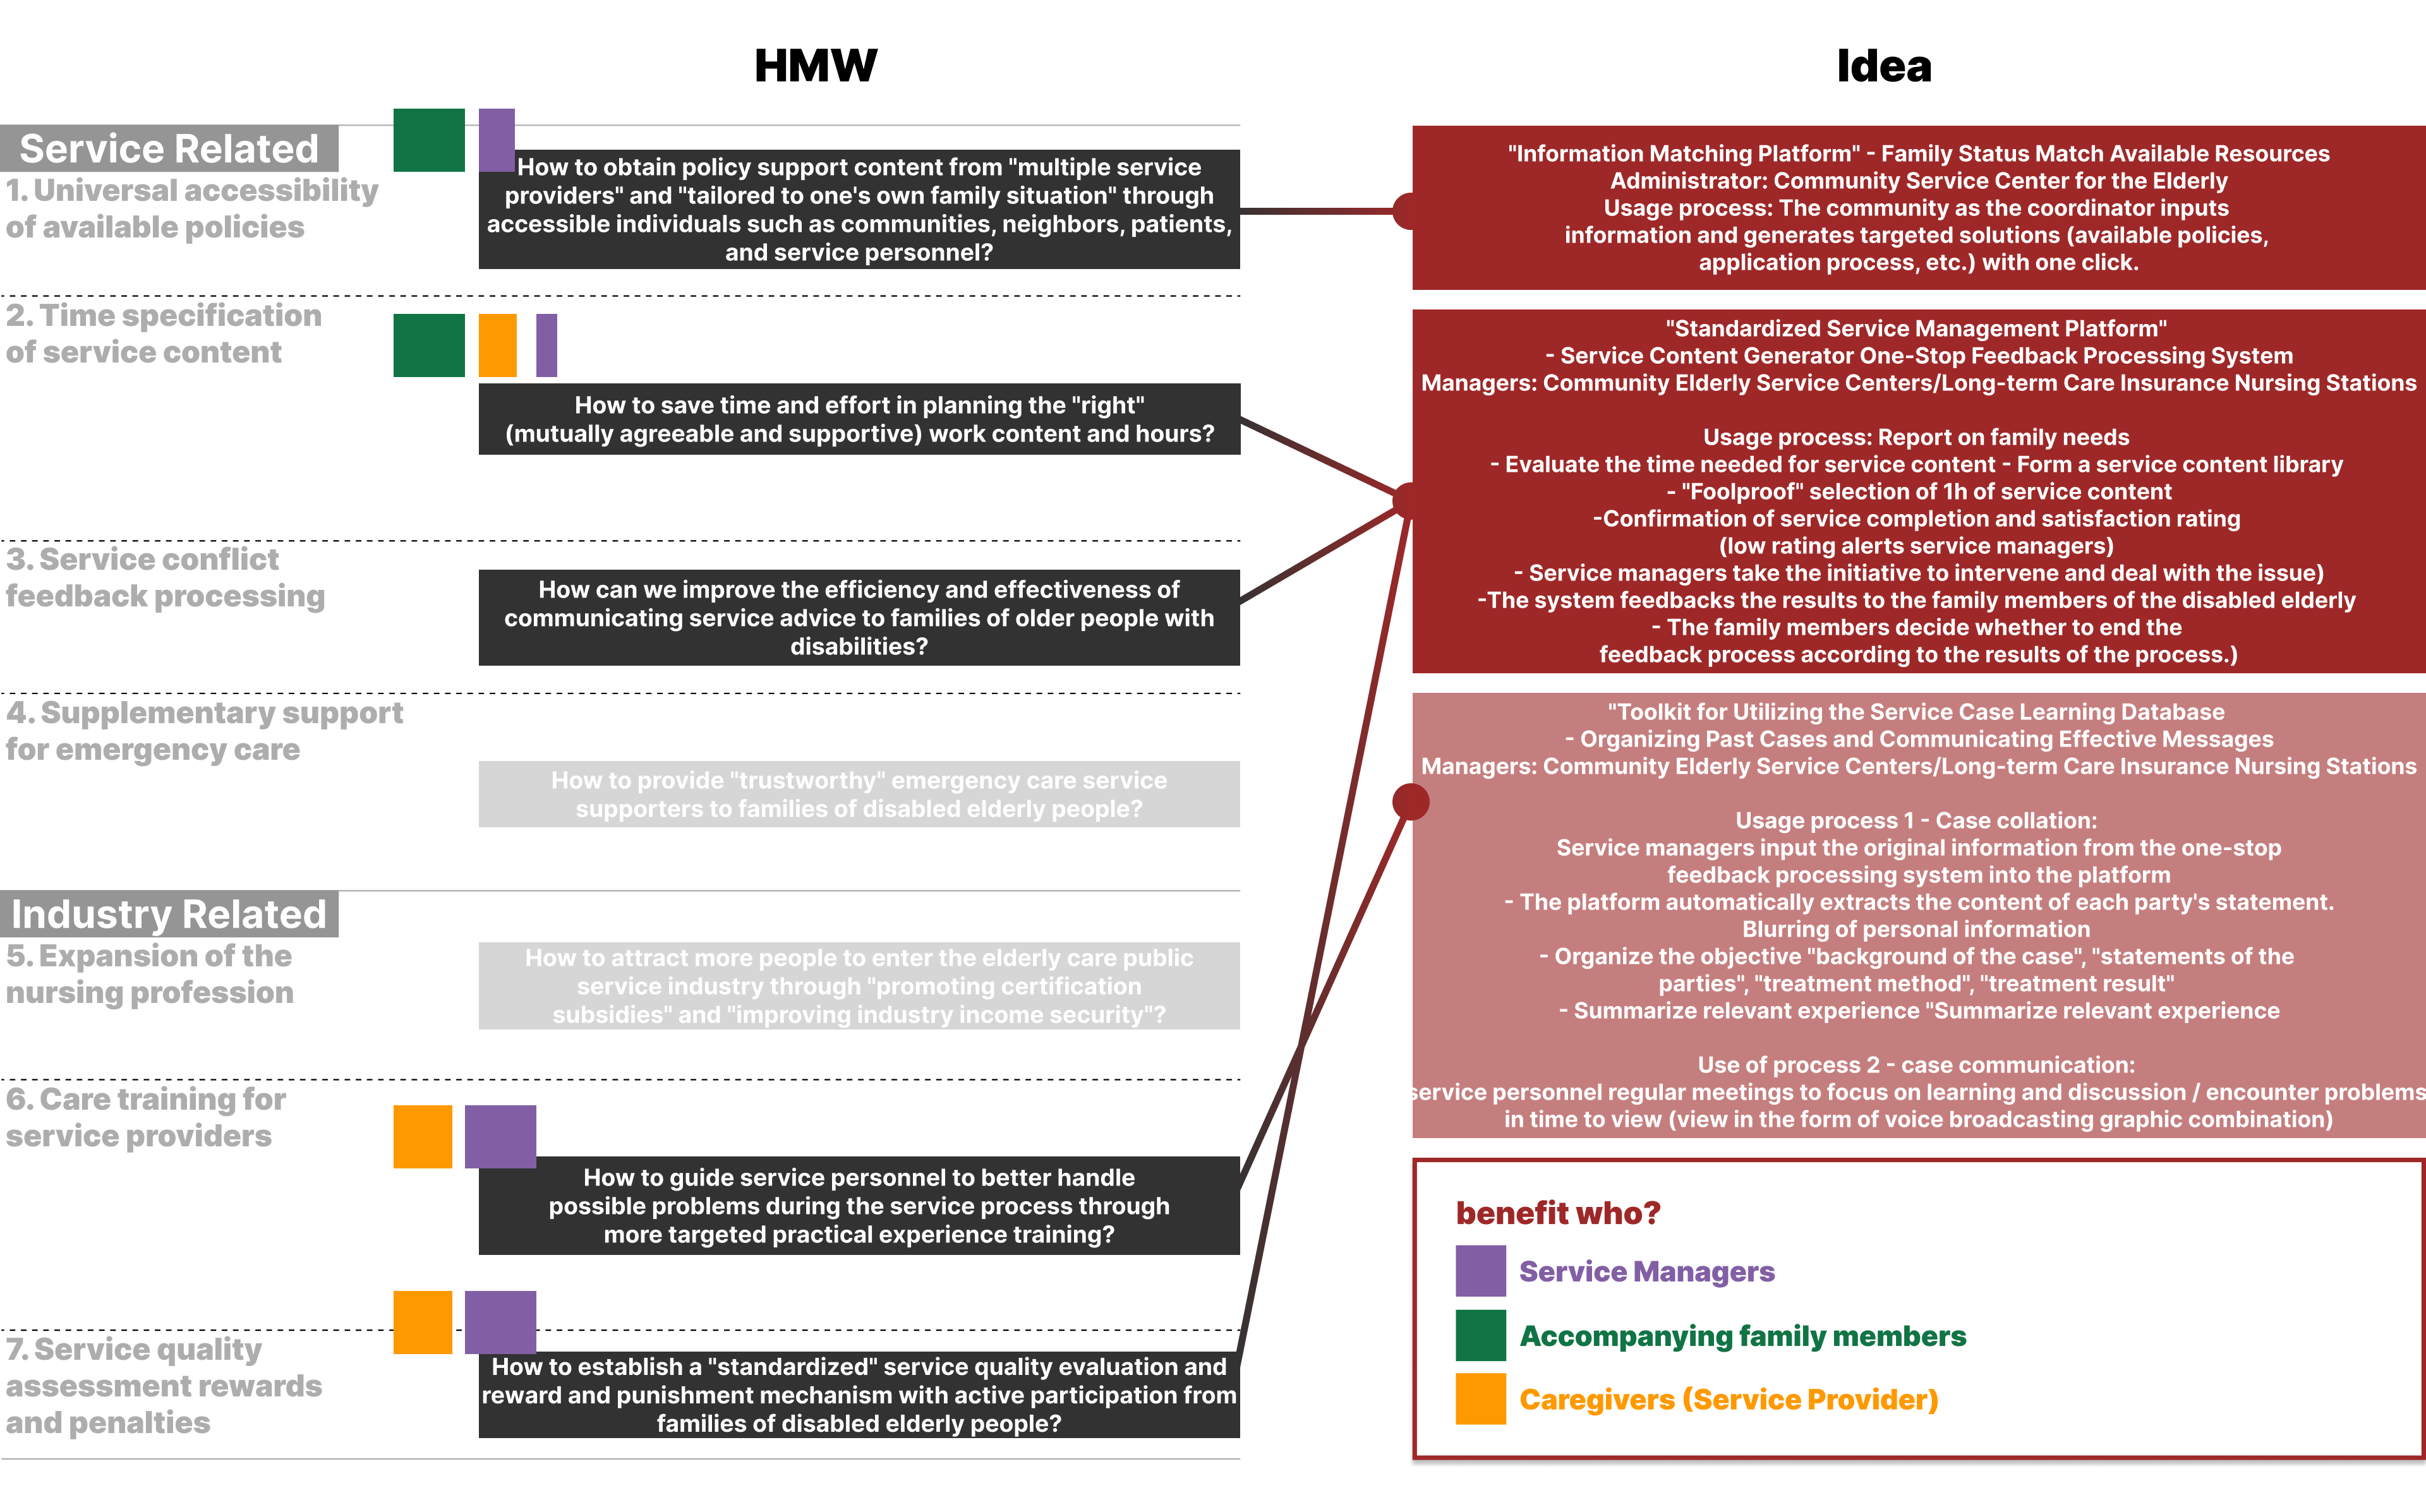 HMW
Idea
Service Related
1. Universal accessibility
of available policies
How to obtain policy support content from "multiple service
providers" and "tailored to one's own family situation" through
accessible individuals such as communities, neighbors, patients,
and service personnel?
2. Time specification
of service content
How to save time and effort in planning the "right"
(mutually agreeable and supportive) work content and hours?
3. Service conflict
feedback processing
How can we improve the efficiency and effectiveness of
communicating service advice to families of older people with
disabilities?
4. Supplementary support
for emergency care
How to provide "trustworthy" emergency care service
supporters to families of disabled elderly people?
Industry Related
5. Expansion of the
nursing profession
How to attract more people to enter the elderly care public
service industry through "promoting certification
subsidies" and "improving industry income security"?
6. Care training for
service providers
How to guide service personnel to better handle
possible problems during the service process through
more targeted practical experience training?
7. Service quality
assessment rewards
and penalties
How to establish a "standardized" service quality evaluation and
reward and punishment mechanism with active participation from
families of disabled elderly people?
"Information Matching Platform" - Family Status Match Available Resources
Administrator: Community Service Center for the Elderly
Usage process: The community as the coordinator inputs
information and generates targeted solutions (available policies,
application process, etc.) with one click.
"Standardized Service Management Platform"
- Service Content Generator One-Stop Feedback Processing System
Managers: Community Elderly Service Centers/Long-term Care Insurance Nursing Stations
Usage process: Report on family needs
- Evaluate the time needed for service content - Form a service content library
- "Foolproof" selection of 1h of service content
-Confirmation of service completion and satisfaction rating
(low rating alerts service managers)
- Service managers take the initiative to intervene and deal with the issue)
-The system feedbacks the results to the family members of the disabled elderly
- The family members decide whether to end the
feedback process according to the results of the process.)
"Toolkit for Utilizing the Service Case Learning Database
- Organizing Past Cases and Communicating Effective Messages
Managers: Community Elderly Service Centers/Long-term Care Insurance Nursing Stations
Usage process 1 - Case collation:
Service managers input the original information from the one-stop
feedback processing system into the platform
- The platform automatically extracts the content of each party's statement.
Blurring of personal information
- Organize the objective "background of the case", "statements of the
parties", "treatment method", "treatment result"
- Summarize relevant experience "Summarize relevant experience
Use of process 2 - case communication:
service personnel regular meetings to focus on learning and discussion / encounter problems
in time to view (view in the form of voice broadcasting graphic combination)
benefit who?
Service Managers
Accompanying family members
Caregivers (Service Provider)